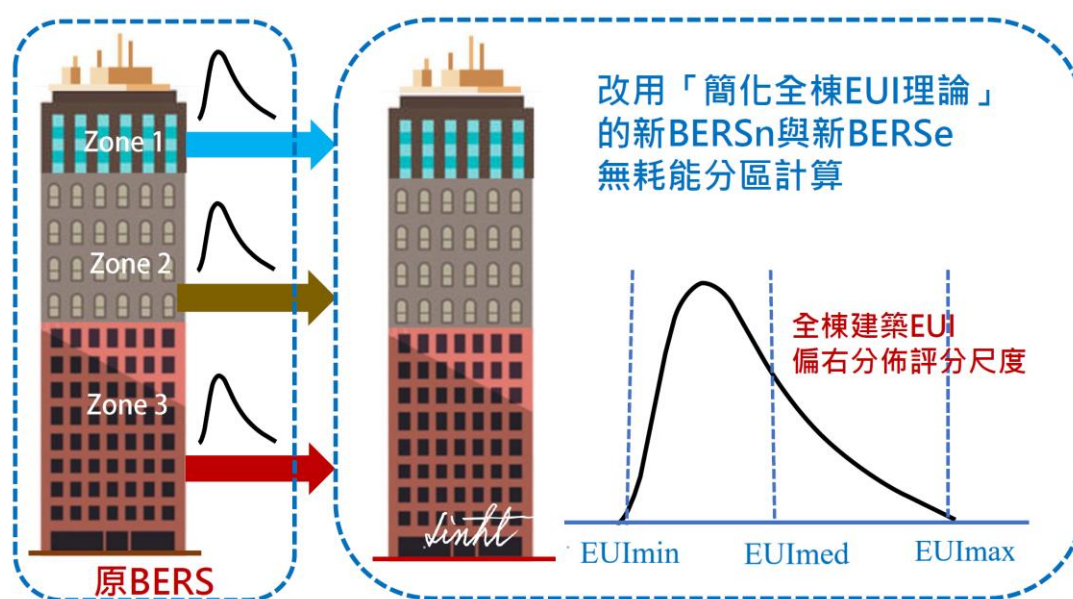 Zone 1
Zone 2
Zone 3
原BERS
改用「簡化全棟EUI理論」
的新BERSn與新BERSe
無耗能分區計算
全棟建築EUI
偏右分佈評分尺度
EUImin
EUImed
EUImax
Linht